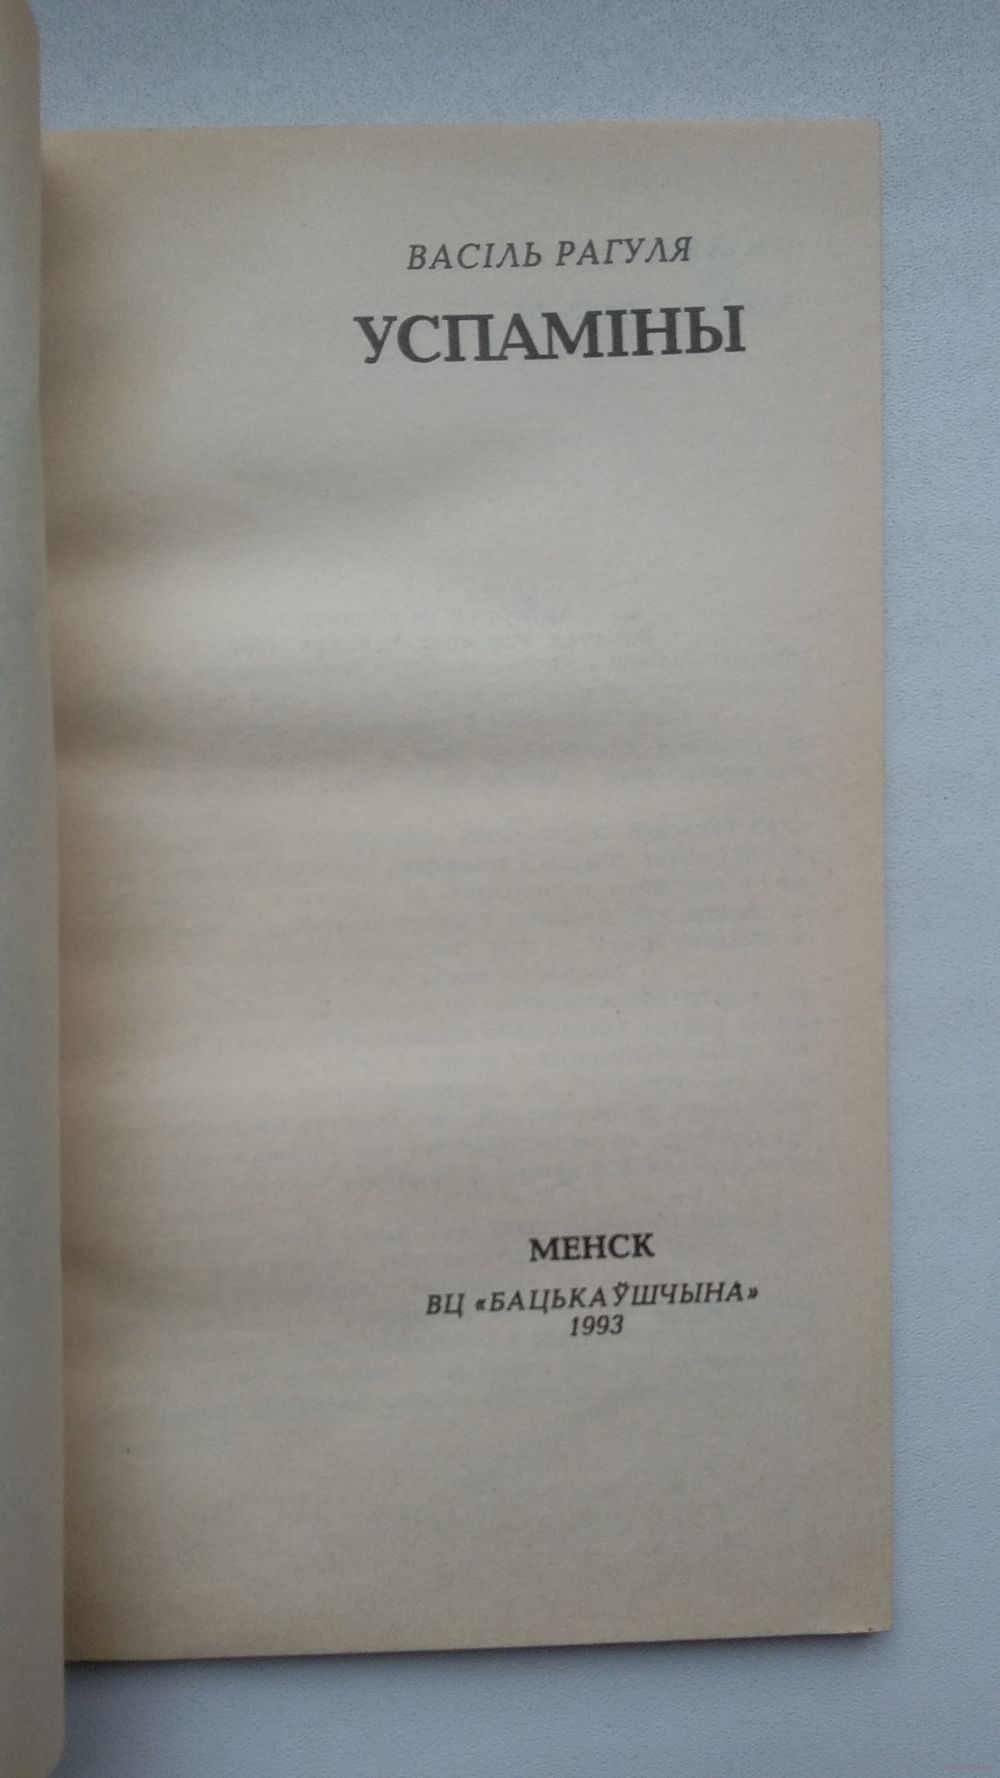 ВАСІЛЬ РАГУЛЯ
УСПАМІНЫ
МЕНСК
ВЦ «БАЦЬКАЎШЧЫНА»
1993